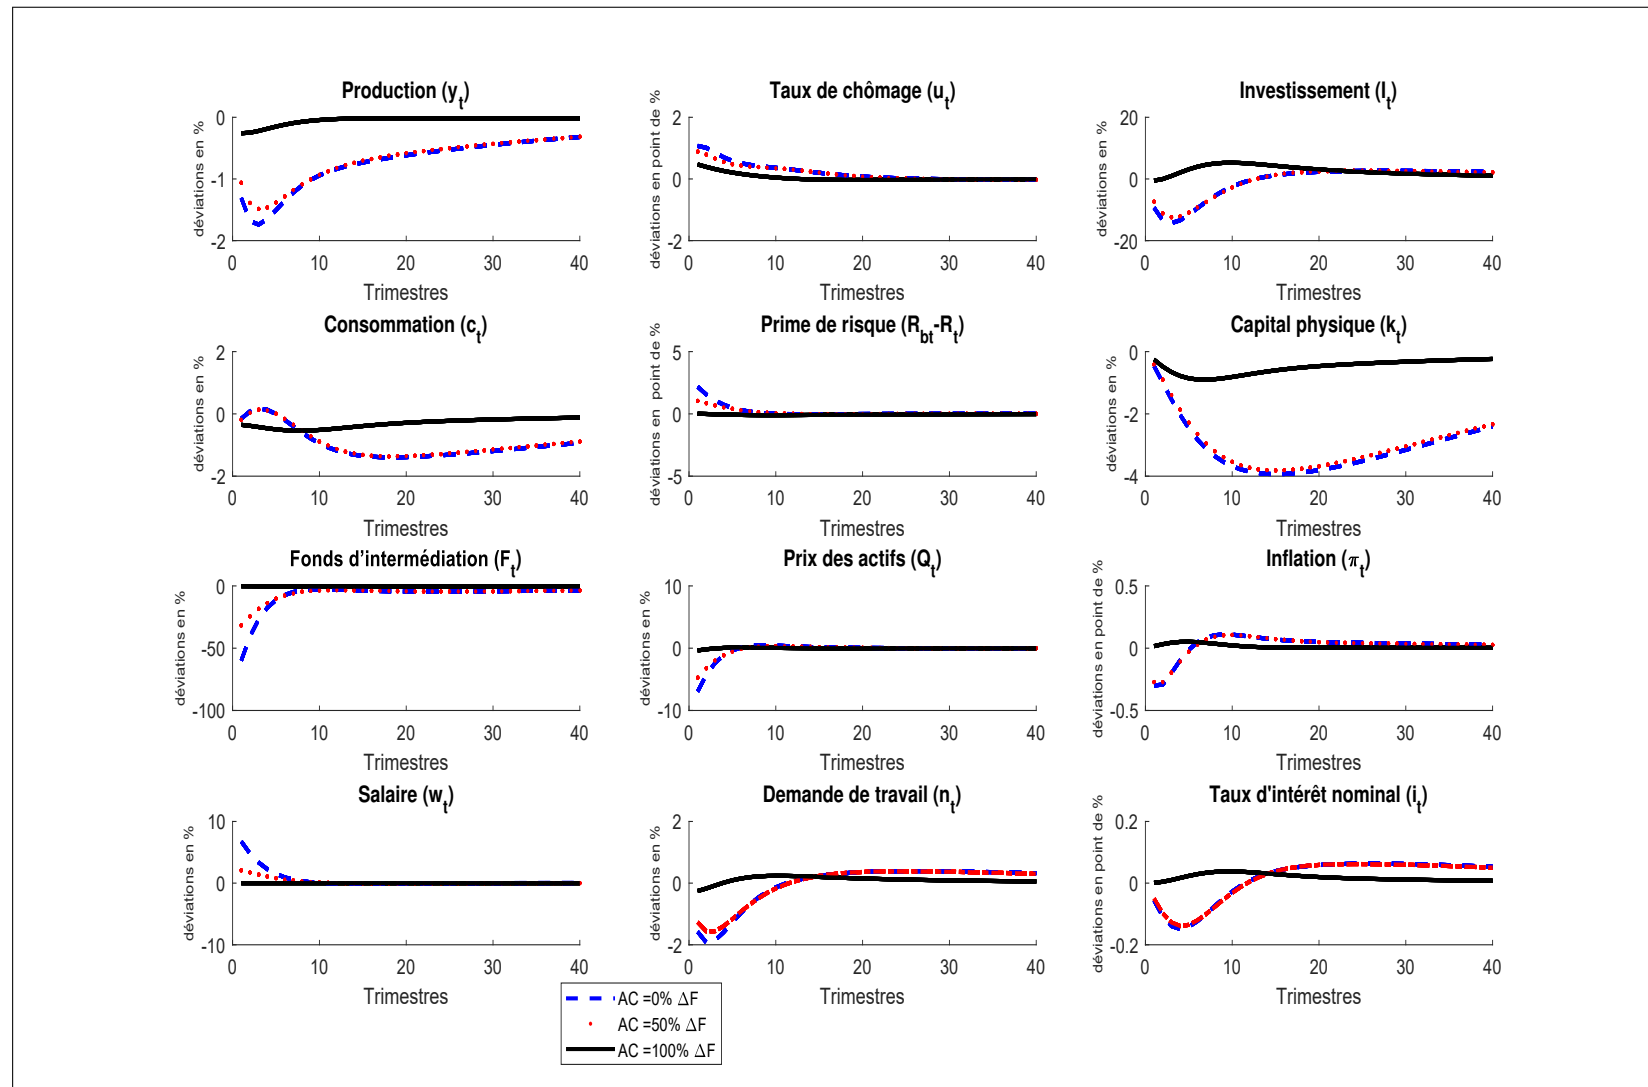 Production (y_t)
déviations en %
0
-1
-2
0 10 20 30 40
Trimestres
Taux de chômage (u_t)
déviations en point de %
2
0
-2
0 10 20 30 40
Trimestres
Investissement (I_t)
déviations en %
20
0
-20
0 10 20 30 40
Trimestres
Consommation (c_t)
déviations en %
2
0
-2
0 10 20 30 40
Trimestres
Prime de risque (R_bt-R_t)
déviations en point de %
5
0
-5
0 10 20 30 40
Trimestres
Capital physique (k_t)
déviations en %
0
-2
-4
0 10 20 30 40
Trimestres
Fonds d'intermédiation (F_t)
déviations en %
0
-50
-100
0 10 20 30 40
Trimestres
Prix des actifs (Q_t)
déviations en %
10
0
-10
0 10 20 30 40
Trimestres
Inflation (π_t)
déviations en point de %
0.5
0
-0.5
0 10 20 30 40
Trimestres
Salaire (w_t)
déviations en %
10
0
-10
0 10 20 30 40
Trimestres
Demande de travail (n_t)
déviations en %
2
0
-2
0 10 20 30 40
Trimestres
Taux d'intérêt nominal (i_t)
déviations en point de %
0.2
0
-0.2
0 10 20 30 40
Trimestres
AC =0% ΔF
AC =50% ΔF
AC =100% ΔF